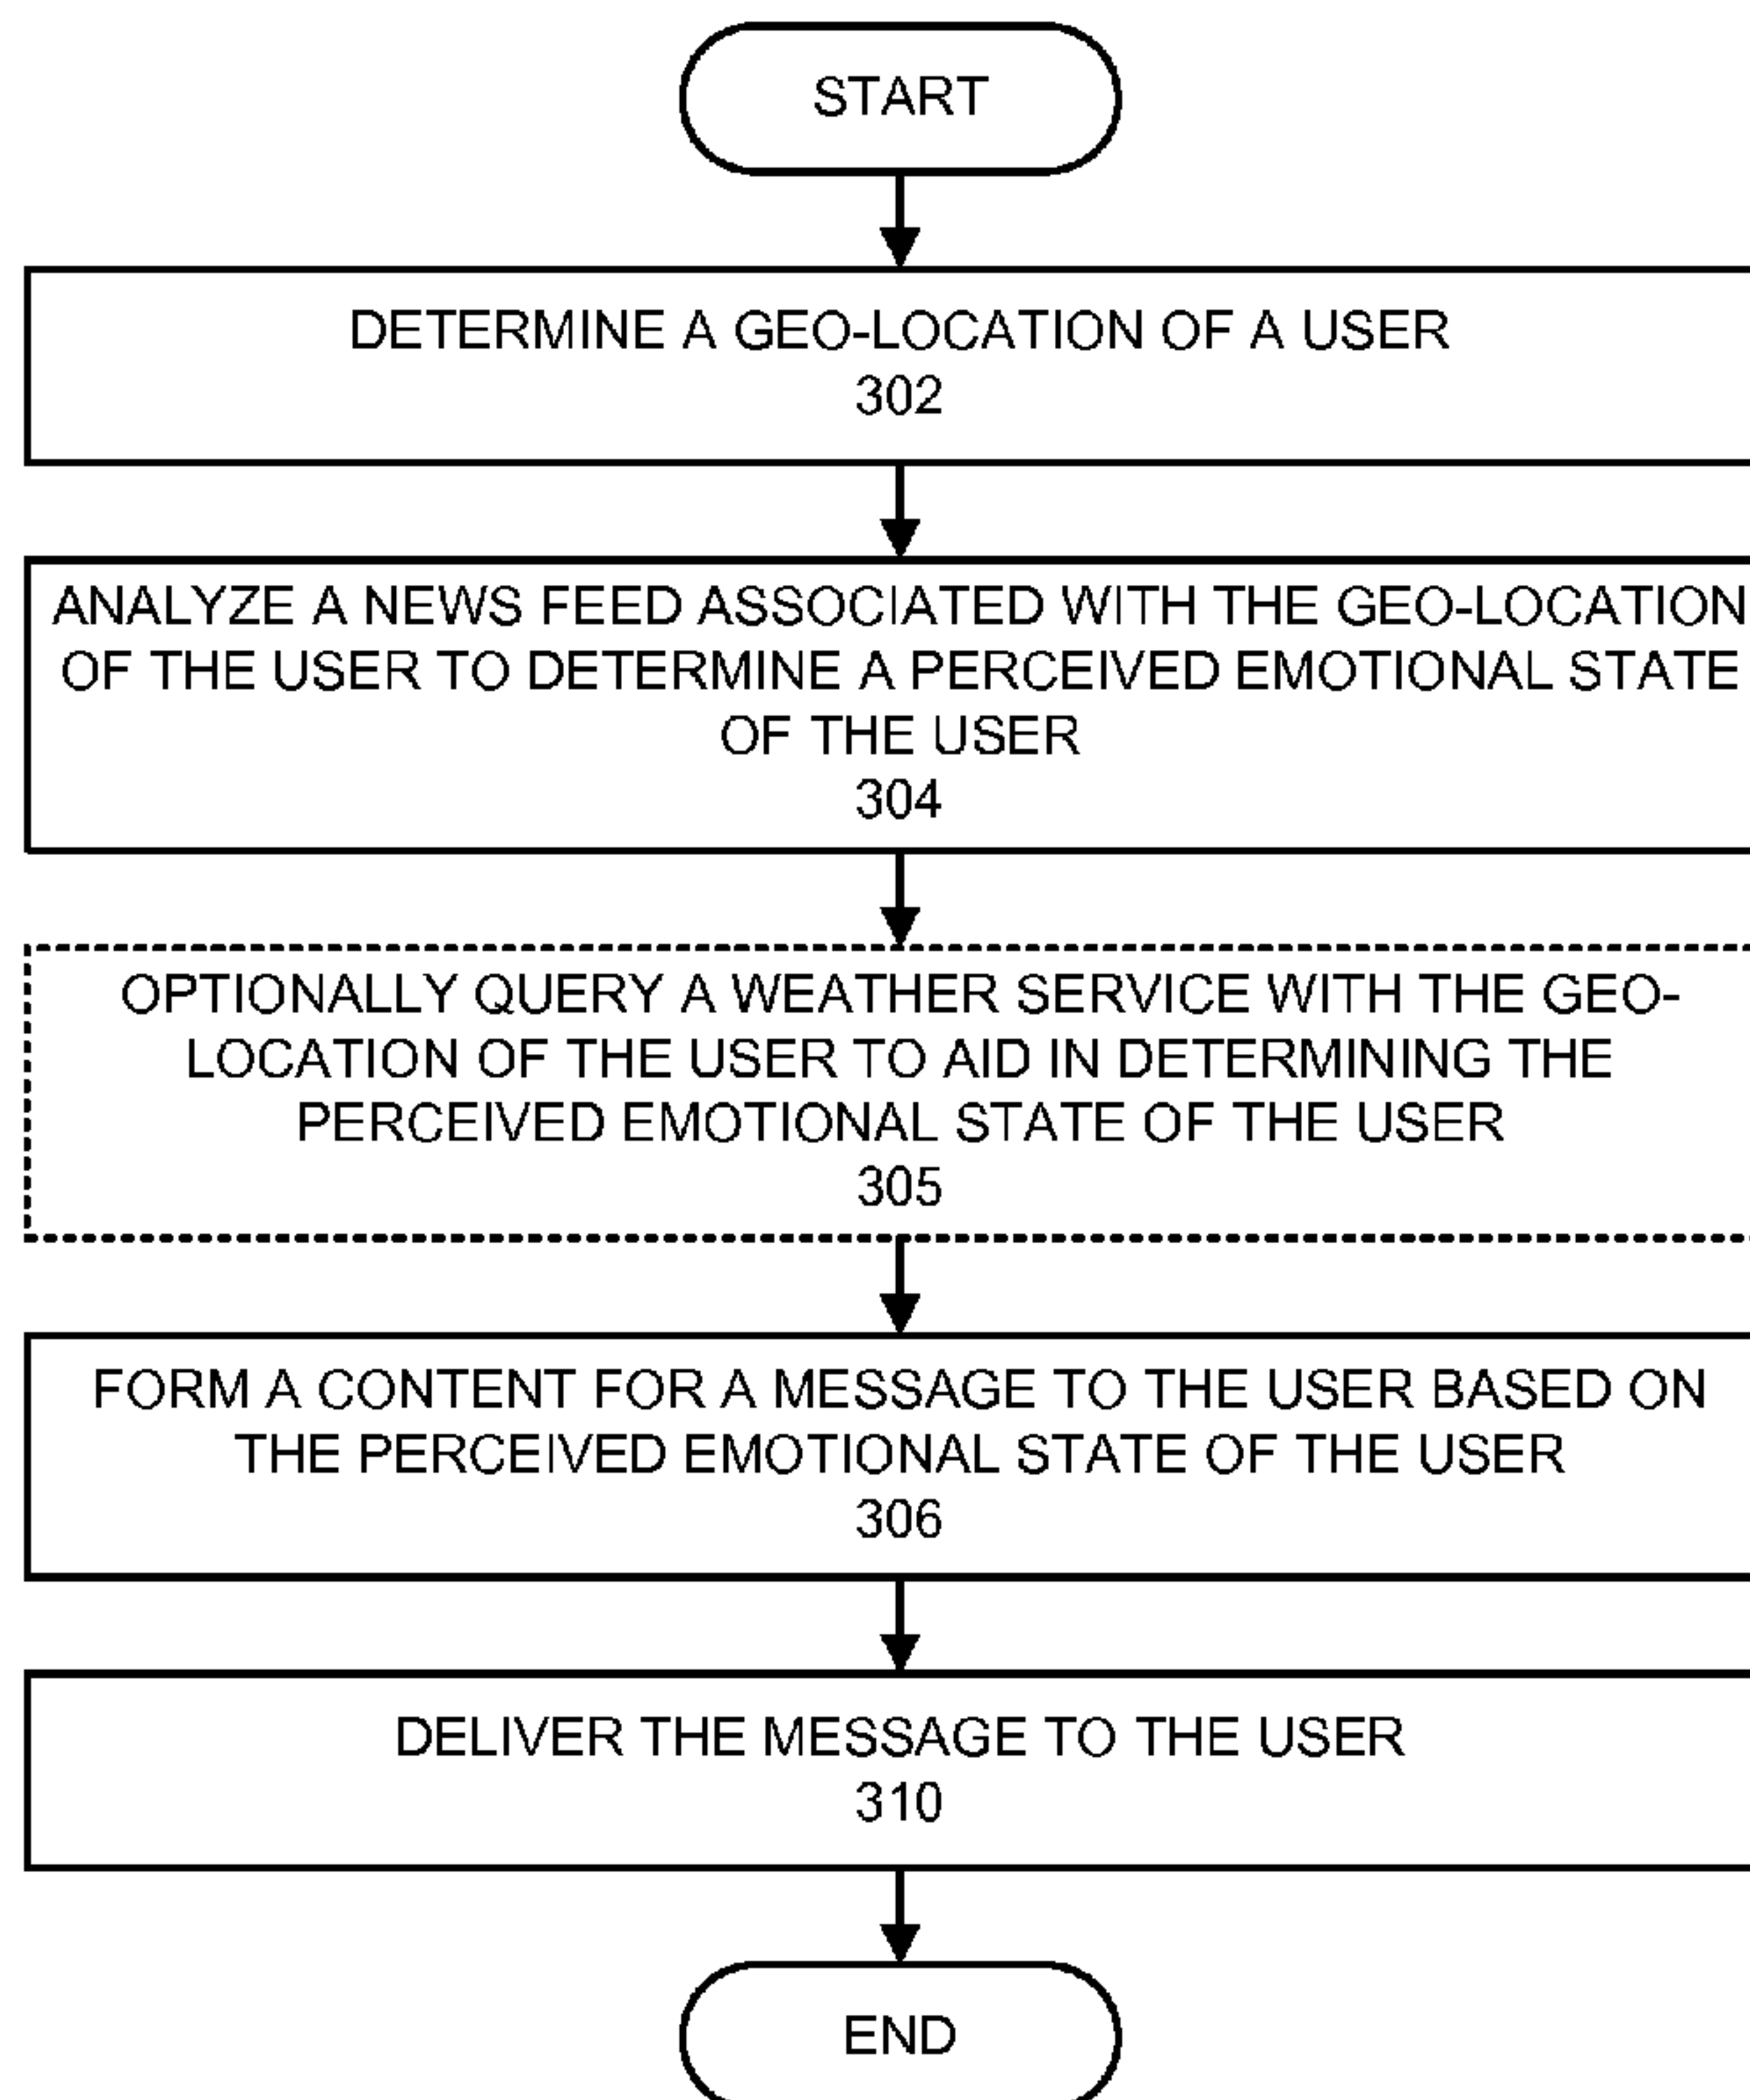 START
DETERMINE A GEO-LOCATION OF A USER
302
ANALYZE A NEWS FEED ASSOCIATED WITH THE GEO-LOCATION
OF THE USER TO DETERMINE A PERCEIVED EMOTIONAL STATE
OF THE USER
304
OPTIONALLY QUERY A WEATHER SERVICE WITH THE GEO-
LOCATION OF THE USER TO AID IN DETERMINING THE
PERCEIVED EMOTIONAL STATE OF THE USER
305
FORM A CONTENT FOR A MESSAGE TO THE USER BASED ON
THE PERCEIVED EMOTIONAL STATE OF THE USER
306
DELIVER THE MESSAGE TO THE USER
310
END